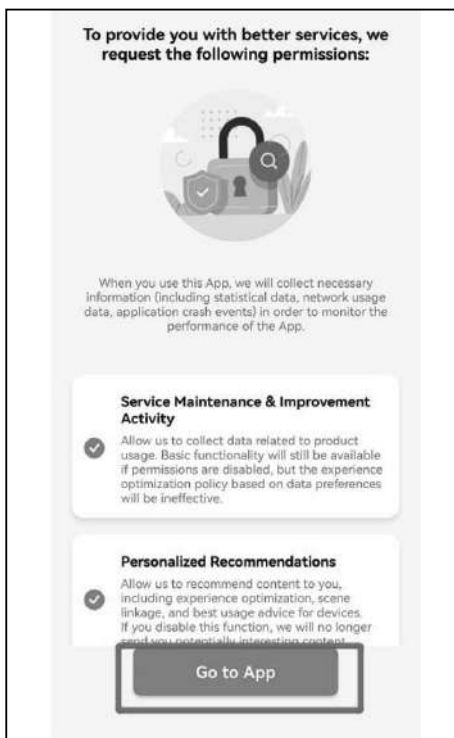 To provide you with better services, we
request the following permissions:
When you use this App, we will collect necessary
information (including statistical data, network usage
data, application crash events) in order to monitor the
performance of the App.
Service Maintenance & Improvement
Activity
Allow us to collect data related to product
usage. Basic functionality will still be available
if permissions are disabled, but the experience
optimization policy based on data preferences
will be ineffective.
Personalized Recommendations
Allow us to recommend content to you,
including experience optimization, scene
linkage, and best usage advice for devices.
If you disable this function, we will no longer
send you potentially interesting content
Go to App